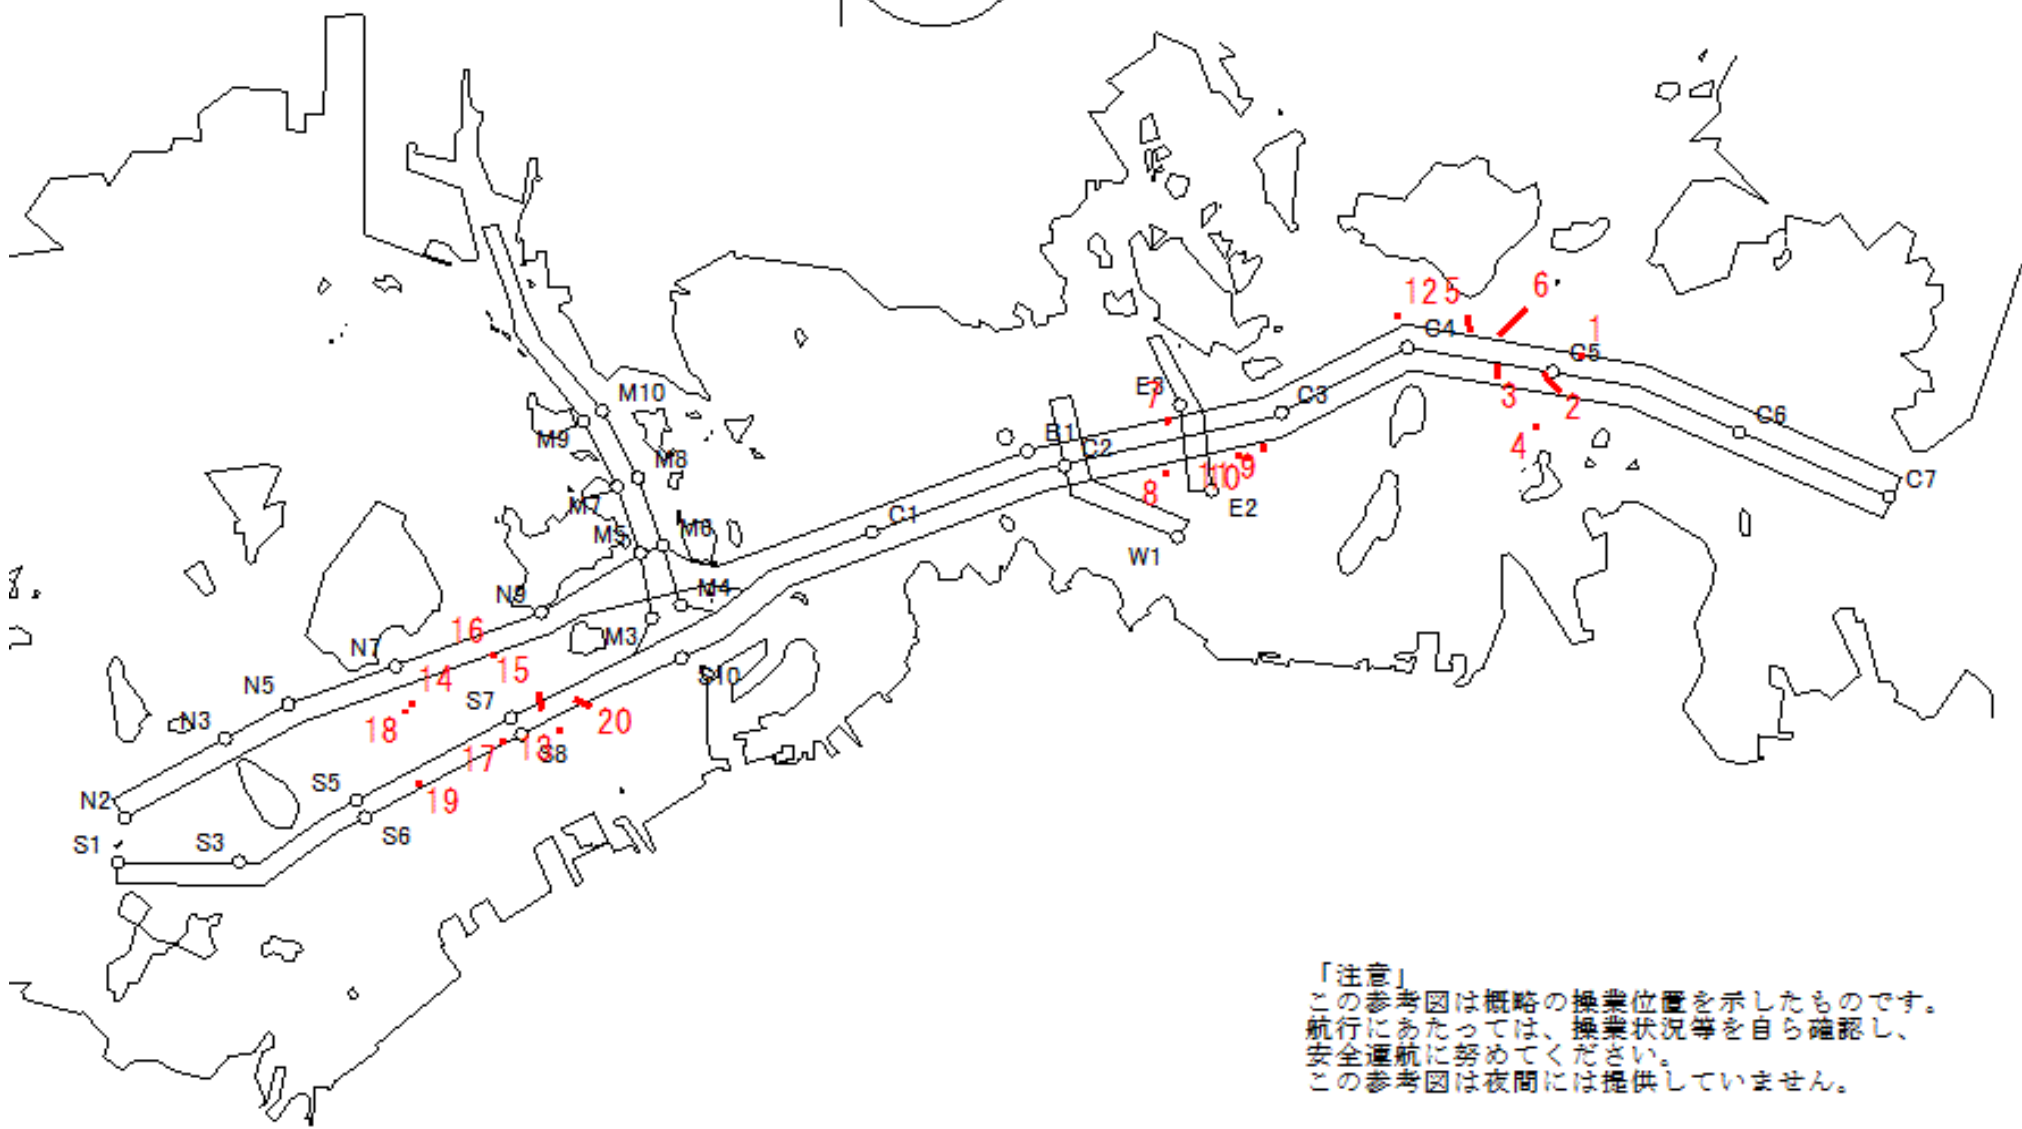 12 5 6
C4 1
C5
3 2
E3
7
C3
M10
C6
4
M9
B1
C2
M8
11 10 9
8
C7
M7
E2
C1
M5 M6
W1
N9 M4
16 M3
N7
15
14
N5
S10
S7
18 N3
20
17 13 S8
S5
N2 19
S6
S1 S3
「注意」
この参考図は概略の操業位置を示したものです。
航行にあたっては、操業状況等を自ら確認し、
安全運航に努めてください。
この参考図は夜間には提供していません。